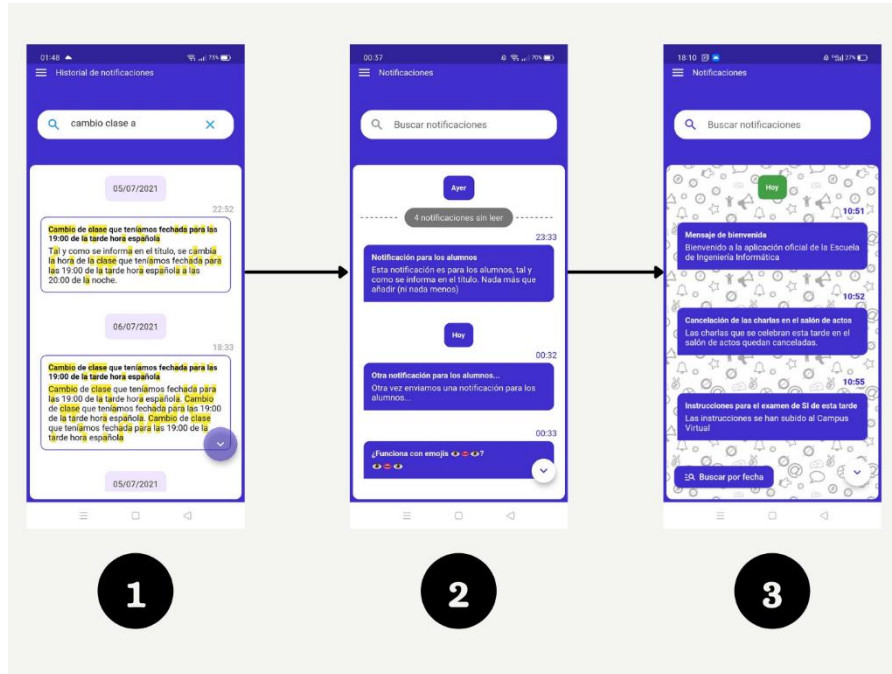 01:48
73%
Historial de notificaciones
cambio clase a
05/07/2021
22:52
Cambio de clase que teníamos fechada para las
19:00 de la tarde hora española
Tal y como se informa en el título, se cambia
la hora de la clase que teníamos fechada para
las 19:00 de la tarde hora española a las
20:00 de la noche.
06/07/2021
18:33
Cambio de clase que teníamos fechada para las
19:00 de la tarde hora española
Cambio de clase que teníamos fechada para
las 19:00 de la tarde hora española. Cambio
de clase que teníamos fechada para las 19:00
de la tarde hora española. Cambio de clase
que teníamos fechada para las 19:00 de la
tarde hora española
05/07/2021
1
00:37
70%
Notificaciones
Buscar notificaciones
Ayer
4 notificaciones sin leer
23:33
Notificación para los alumnos
Esta notificación es para los alumnos, tal y
como se informa en el título. Nada más que
añadir (ni nada menos)
Hoy
00:32
Otra notificación para los alumnos...
Otra vez enviamos una notificación para los
alumnos...
00:33
¿Funciona con emojis 👁️👄👁️?
👁️👄👁️
2
18:10
27%
Notificaciones
Buscar notificaciones
Hoy
10:51
Mensaje de bienvenida
Bienvenido a la aplicación oficial de la Escuela
de Ingeniería Informática
10:52
Cancelación de las charlas en el salón de actos
Las charlas que se celebran esta tarde en el
salón de actos quedan canceladas.
10:55
Instrucciones para el examen de SI de esta tarde
Las instrucciones se han subido al Campus
Virtual
Buscar por fecha
3